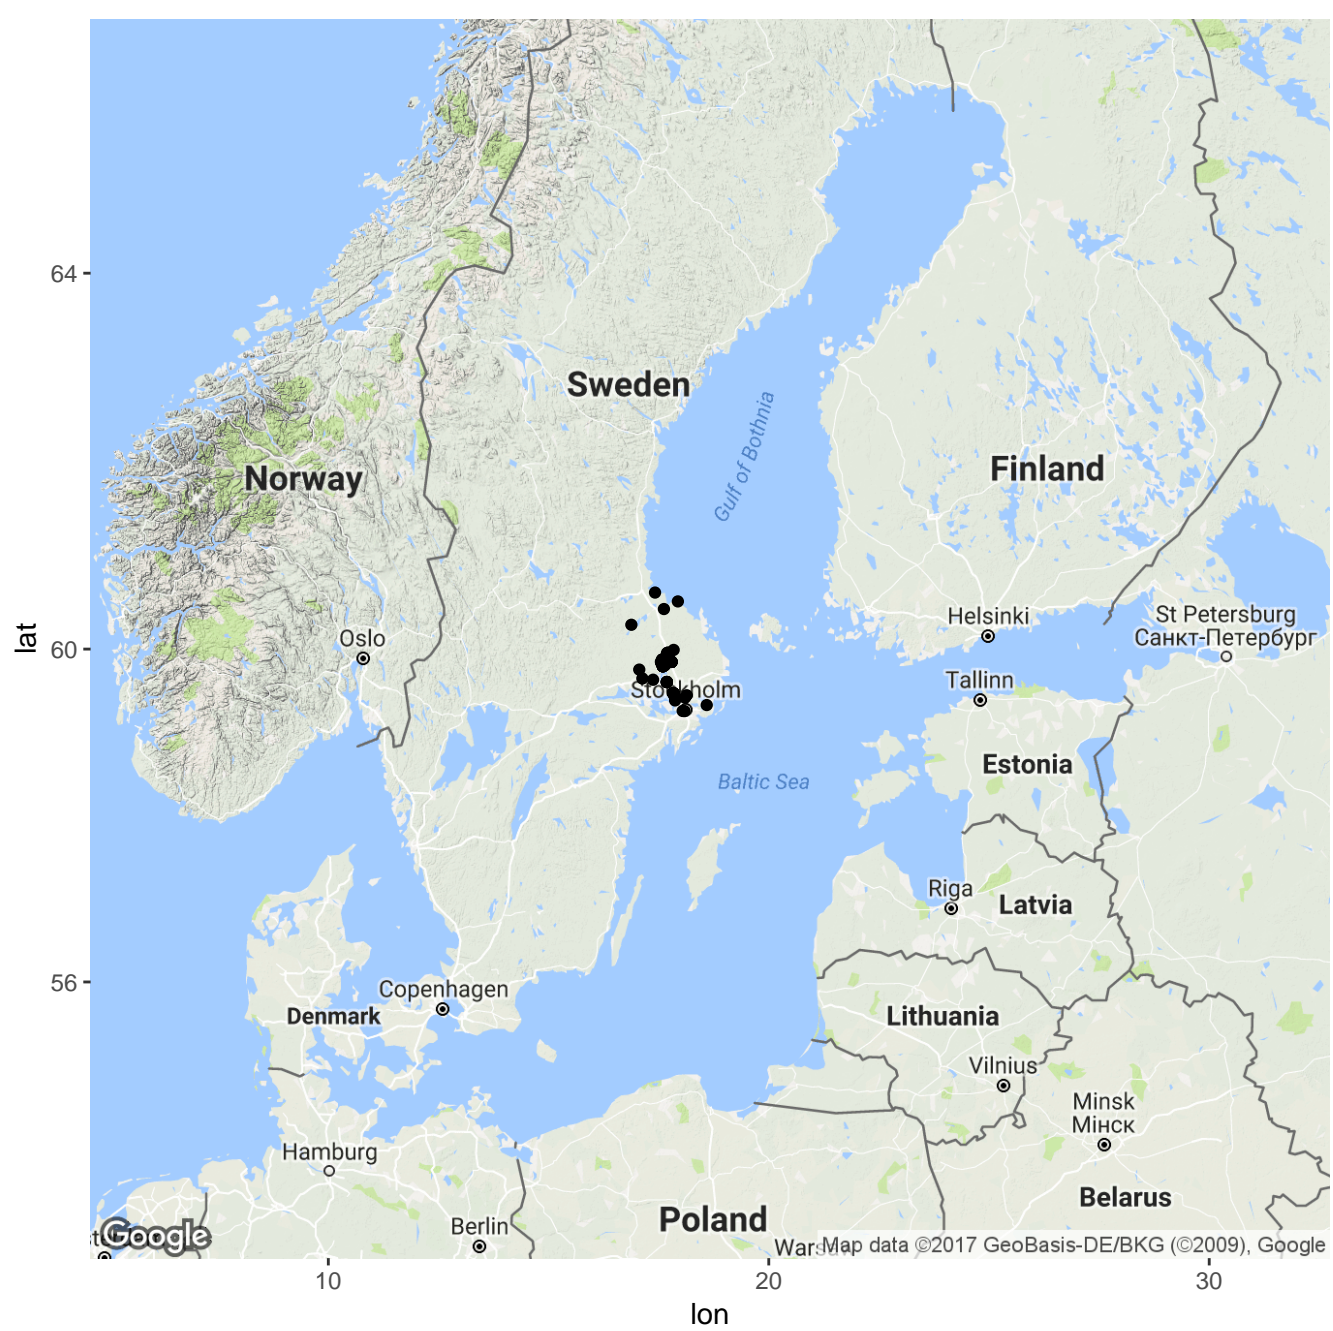 64
Sweden
Gulf of Bothnia
Norway
Finland
lat
60
Oslo
Helsinki
St Petersburg
Санкт-Петербург
Stockholm
Tallinn
Estonia
Baltic Sea
Riga
Latvia
56
Copenhagen
Denmark
Lithuania
Vilnius
Minsk
Мінск
Hamburg
Belarus
Poland
Berlin
Google
Map data ©2017 GeoBasis-DE/BKG (©2009), Google
10
20
30
lon